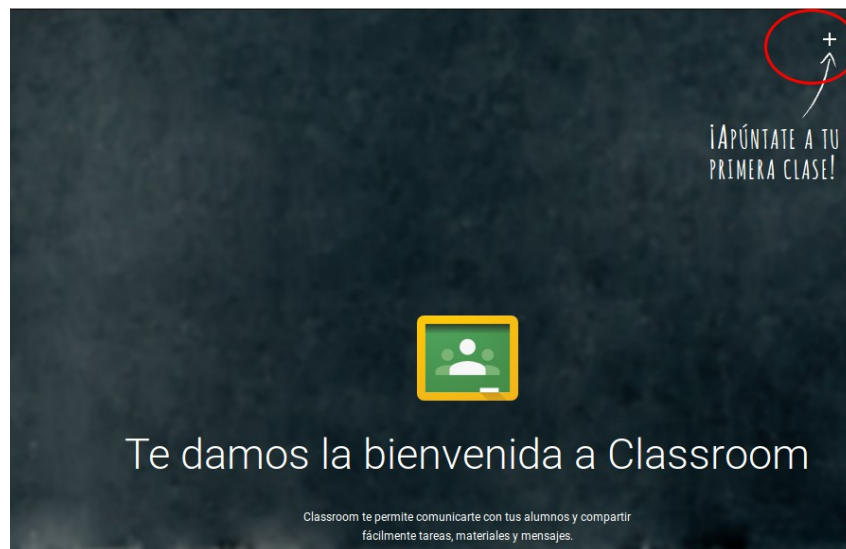 +
¡APÚNTATE A TU
PRIMERA CLASE!
Te damos la bienvenida a Classroom
Classroom te permite comunicarte con tus alumnos y compartir
fácilmente tareas, materiales y mensajes.